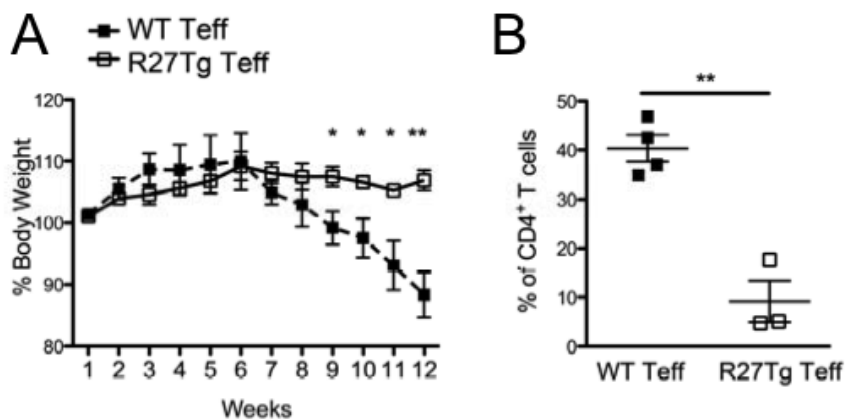 A
WT Teff
R27Tg Teff
% Body Weight
120
110
100
90
80
* * * **
1 2 3 4 5 6 7 8 9 10 11 12
Weeks
B
**
% of CD4⁺ T cells
50
40
30
20
10
0
WT Teff R27Tg Teff